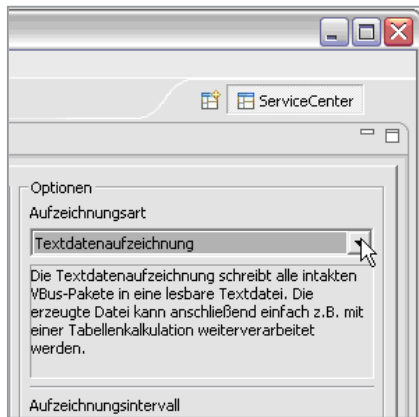 ServiceCenter
Optionen
Aufzeichnungsart
Textdatenaufzeichnung
Die Textdatenaufzeichnung schreibt alle intakten
VBus-Pakete in eine lesbare Textdatei. Die
erzeugte Datei kann anschließend einfach z.B. mit
einer Tabellenkalkulation weiterverarbeitet
werden.
Aufzeichnungsintervall